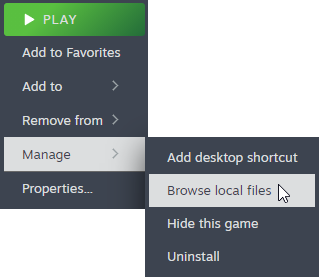 PLAY
Add to Favorites
Add to
Remove from
Manage
Properties...
Add desktop shortcut
Browse local files
Hide this game
Uninstall